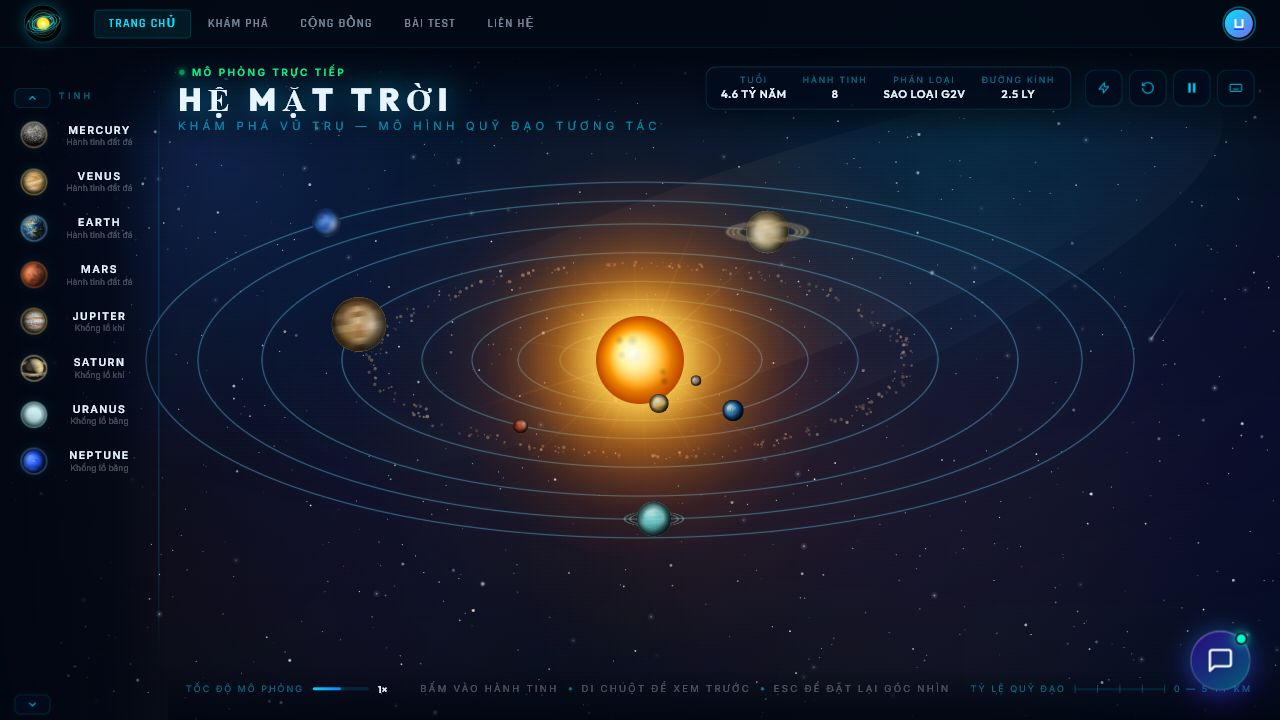 TRANG CHỦ KHÁM PHÁ CỘNG ĐỒNG BÀI TEST LIÊN HỆ
MÔ PHỎNG TRỰC TIẾP
HỆ MẶT TRỜI
KHÁM PHÁ VŨ TRỤ — MÔ HÌNH QUỸ ĐẠO TƯƠNG TÁC
TUỔI HÀNH TINH PHÂN LOẠI ĐƯỜNG KÍNH
4.6 TỶ NĂM 8 SAO LOẠI G2V 2.5 LY
TINH
MERCURY
Hành tinh đất đá
VENUS
Hành tinh đất đá
EARTH
Hành tinh đất đá
MARS
Hành tinh đất đá
JUPITER
Khổng lồ khí
SATURN
Khổng lồ khí
URANUS
Khổng lồ băng
NEPTUNE
Khổng lồ băng
TỐC ĐỘ MÔ PHỎNG 1×
BẤM VÀO HÀNH TINH • DI CHUỘT ĐỂ XEM TRƯỚC • ESC ĐỂ ĐẶT LẠI GÓC NHÌN
TỶ LỆ QUỸ ĐẠO 0 — 5 KM